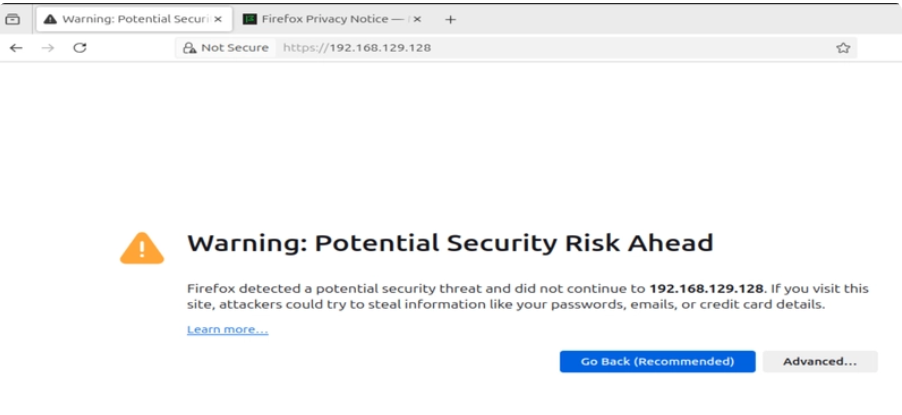 Warning: Potential Securi
Firefox Privacy Notice —
Not Secure https://192.168.129.128
Warning: Potential Security Risk Ahead
Firefox detected a potential security threat and did not continue to 192.168.129.128. If you visit this
site, attackers could try to steal information like your passwords, emails, or credit card details.
Learn more...
Go Back (Recommended)
Advanced...